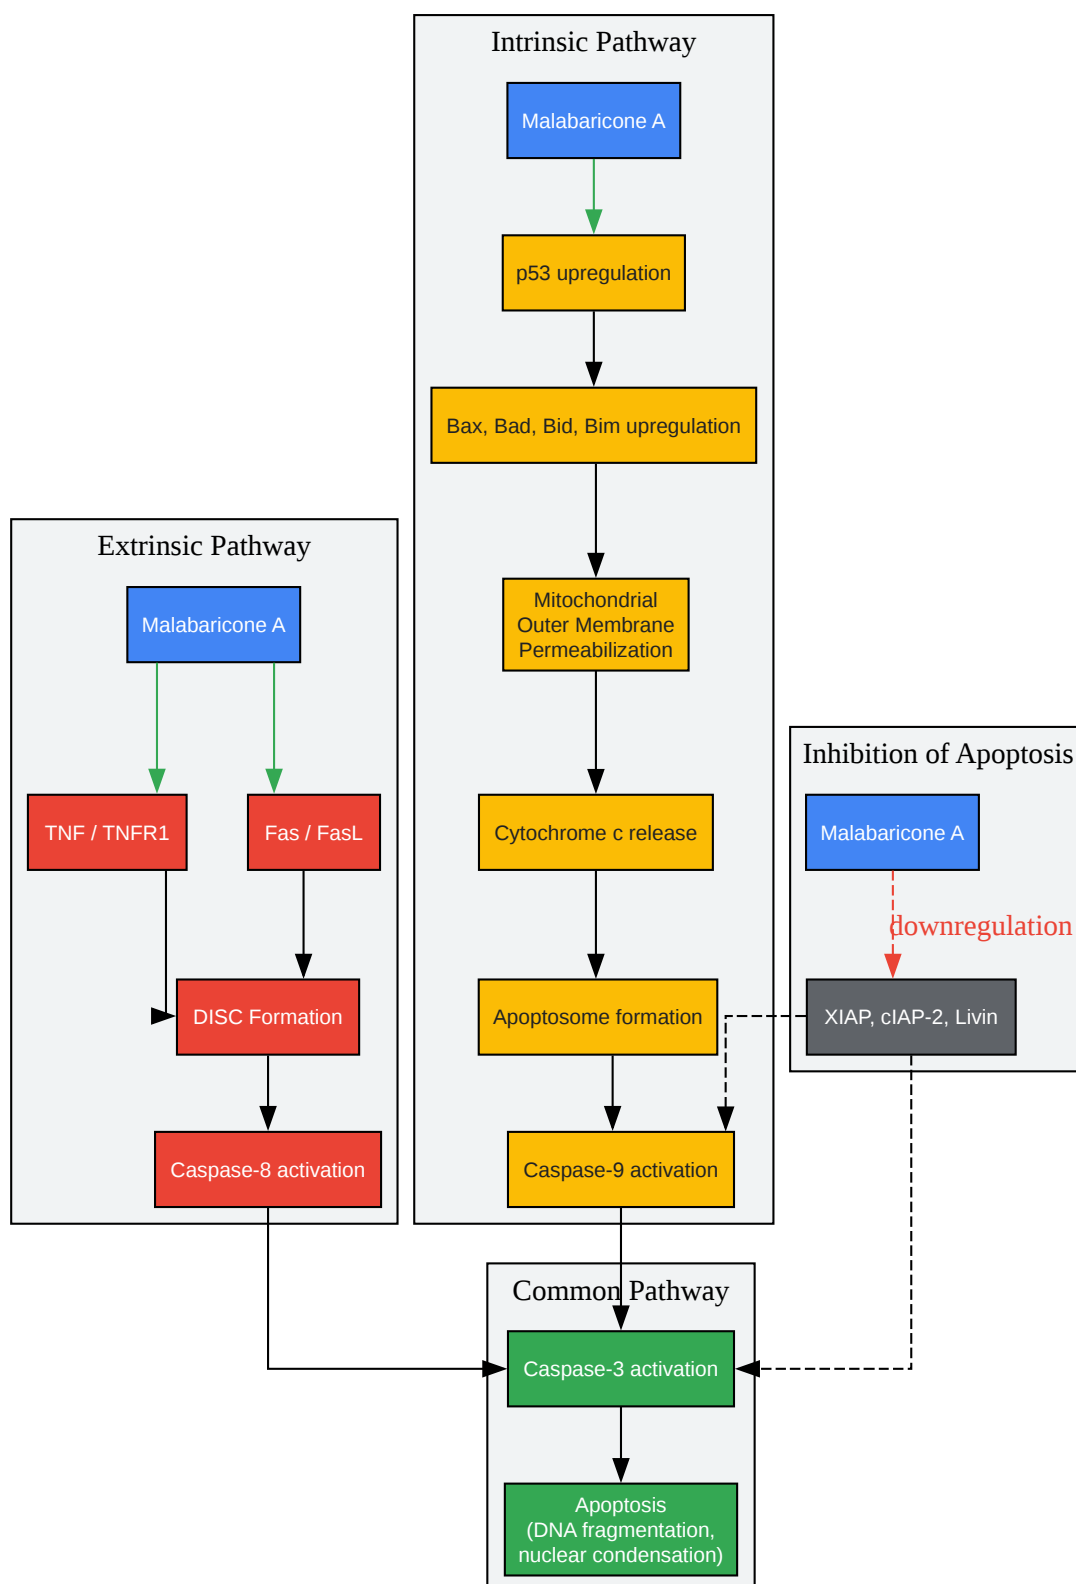 Intrinsic Pathway
Malabaricone A
p53 upregulation
Bax, Bad, Bid, Bim upregulation
Mitochondrial
Outer Membrane
Permeabilization
Cytochrome c release
Apoptosome formation
Caspase-9 activation
Extrinsic Pathway
Malabaricone A
TNF / TNFR1
Fas / FasL
DISC Formation
Caspase-8 activation
Inhibition of Apoptosis
Malabaricone A
downregulation
XIAP, cIAP-2, Livin
Common Pathway
Caspase-3 activation
Apoptosis
(DNA fragmentation,
nuclear condensation)